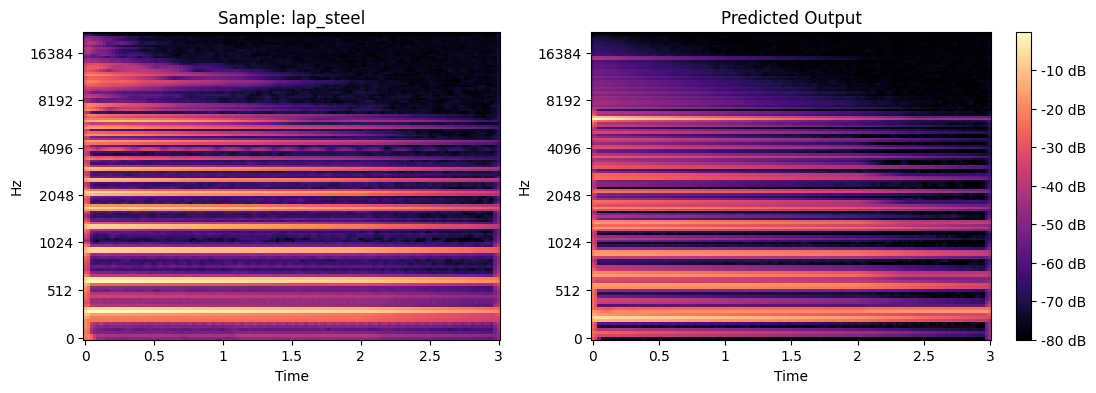 Sample: lap_steel
Hz
16384
8192
4096
2048
1024
512
0
0
0.5
1
1.5
2
2.5
3
Time
Predicted Output
Hz
16384
8192
4096
2048
1024
512
0
0
0.5
1
1.5
2
2.5
3
Time
-10 dB
-20 dB
-30 dB
-40 dB
-50 dB
-60 dB
-70 dB
-80 dB